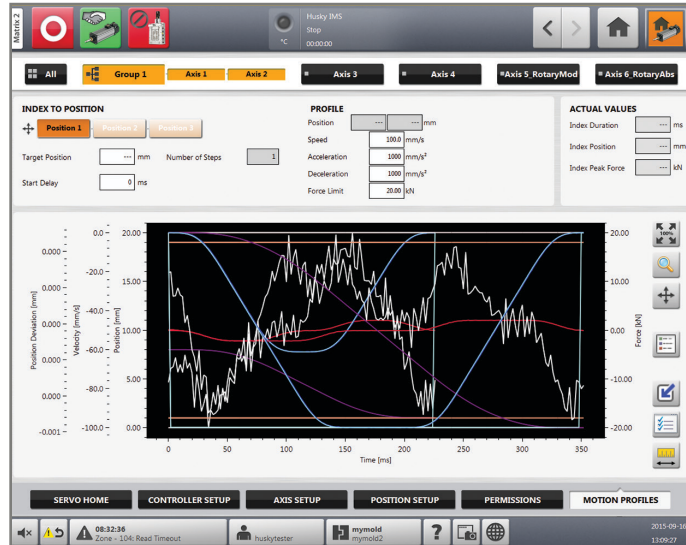 Matrix 2
Husky IMS
Stop
°C 00:00:00
All Group 1 Axis 1 Axis 2 Axis 3 Axis 4 Axis 5_RotaryMod Axis 6_RotaryAbs
INDEX TO POSITION
Position 1 Position 2 Position 3
Target Position --- mm Number of Steps 1
Start Delay 0 ms
PROFILE
Position --- --- mm
Speed 100.0 mm/s
Acceleration 1000 mm/s²
Deceleration 1000 mm/s²
Force Limit 20.00 kN
ACTUAL VALUES
Index Duration --- ms
Index Position --- mm
Index Peak Force --- kN
Position Deviation [mm]
0.000
0.000
0.000
0.000
0.000
-0.001
Velocity [mm/s]
0.0
-20.0
-40.0
-60.0
-80.0
-100.0
Position [mm]
20.00
15.00
10.00
5.00
0.00
20.00
10.00
0.00
-10.00
-20.00
Force [kN]
0 50 100 150 200 250 300 350
Time [ms]
100%
SERVO HOME CONTROLLER SETUP AXIS SETUP POSITION SETUP PERMISSIONS MOTION PROFILES
08:32:36
Zone - 104: Read Timeout
huskytester
mymold
mymold2
?
2015-09-16
13:09:27